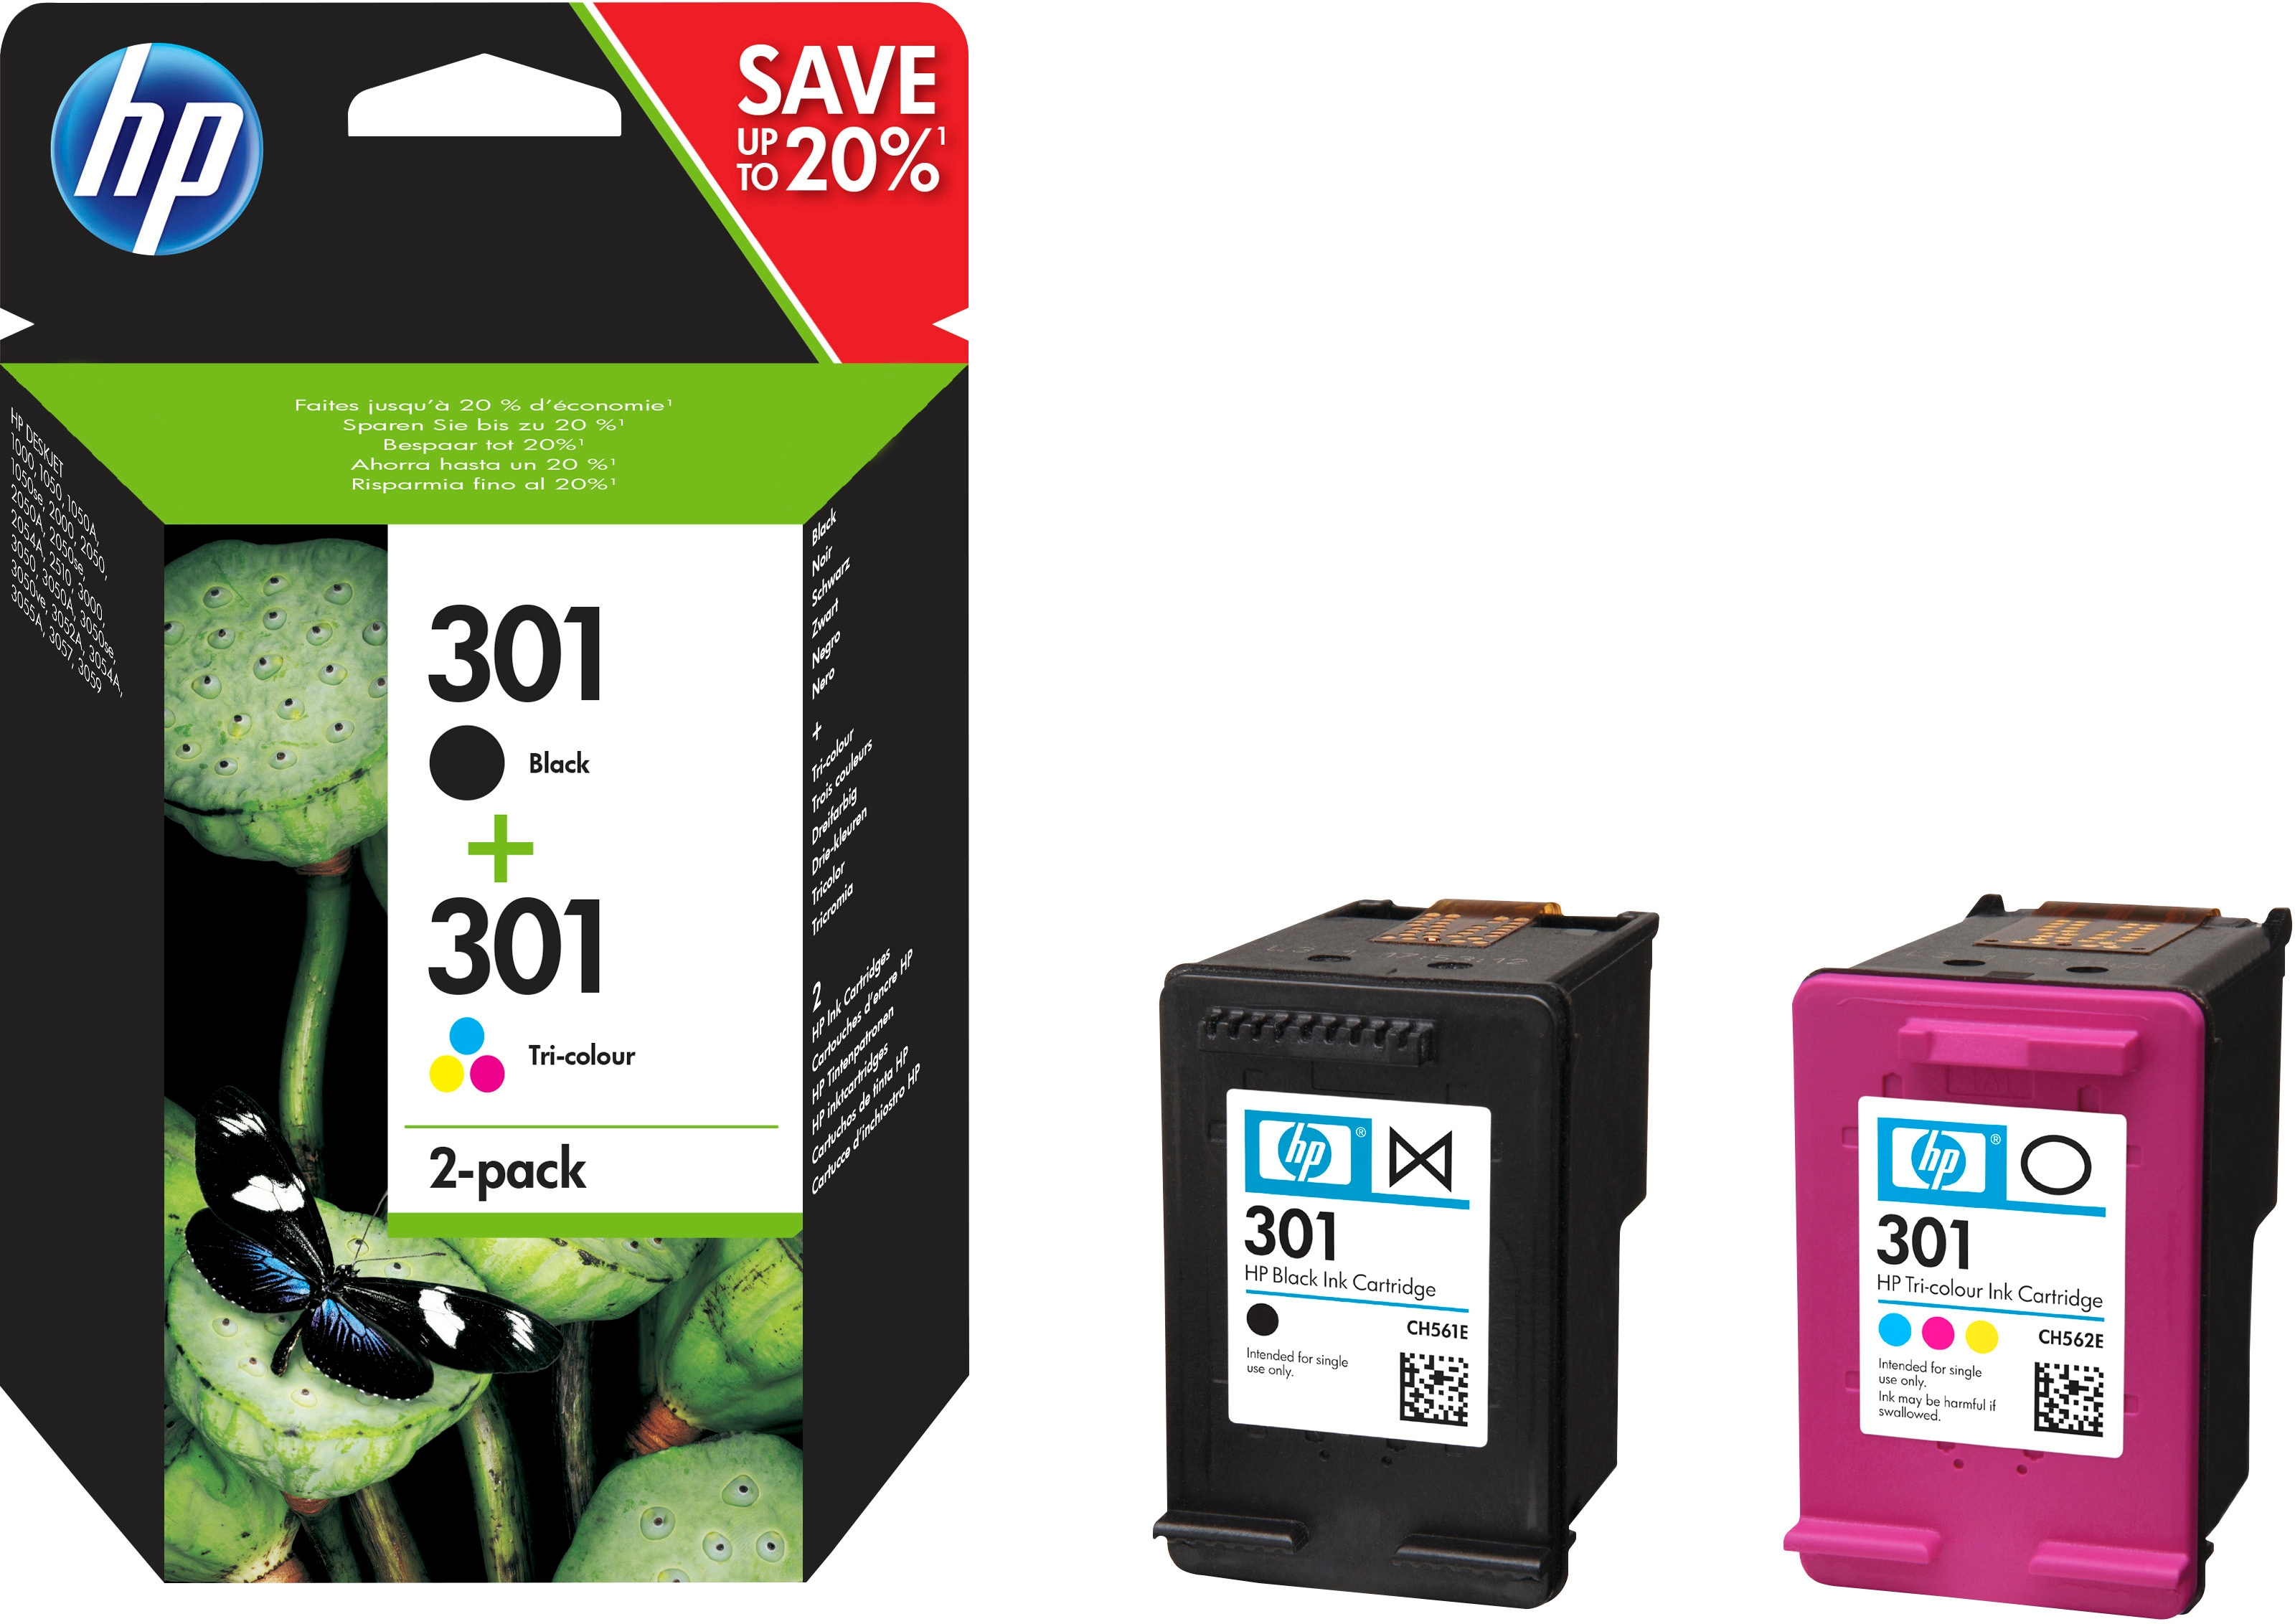 hp
SAVE
UP TO 20%¹
Faites jusqu'à 20 % d'économie¹
Sparen Sie bis zu 20 %¹
Bespaar tot 20%¹
Ahorra hasta un 20 %¹
Risparmia fino al 20%¹
HP DESKJET
1000, 1050, 1050A,
1050se, 2000, 2050,
2050A, 2050se,
2054A, 2510, 3000,
3050, 3050A, 3050se,
3050ve, 3052A, 3054A,
3055A, 3057, 3059
301
Black
+
301
Tri-colour
2-pack
Black
Noir
Schwarz
Zwart
Negro
Nero
+
Tri-colour
Trois couleurs
Dreifarbig
Drie-kleuren
Tricolor
Tricromia
2
HP Ink Cartridges
Cartouches d'encre HP
HP Tintenpatronen
HP inktcartridges
Cartuchos de tinta HP
Cartucce d'inchiostro HP
hp ®
301
HP Black Ink Cartridge
CH561E
Intended for single
use only.
hp ®
301
HP Tri-colour Ink Cartridge
CH562E
Intended for single
use only.
Ink may be harmful if
swallowed.